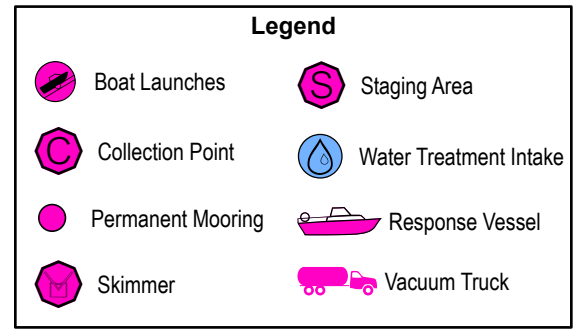 Legend
Boat Launches
S
Staging Area
C
Collection Point
Water Treatment Intake
Permanent Mooring
Response Vessel
Skimmer
Vacuum Truck